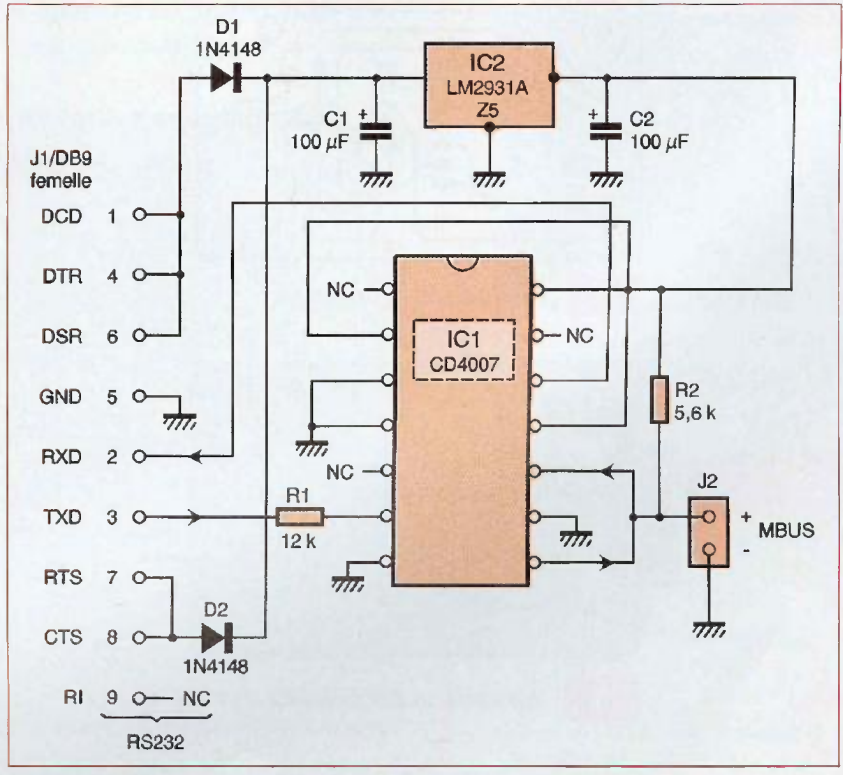 D1
1N4148
IC2
LM2931A
Z5
C1 +
100 µF
+ C2
100 µF
J1/DB9
femelle
DCD 1
DTR 4
DSR 6
GND 5
RXD 2
TXD 3
RTS 7
CTS 8
RI 9 NC
RS232
NC
IC1
CD4007
NC
NC
R1
12 k
R2
5,6 k
J2
+
-
MBUS
D2
1N4148